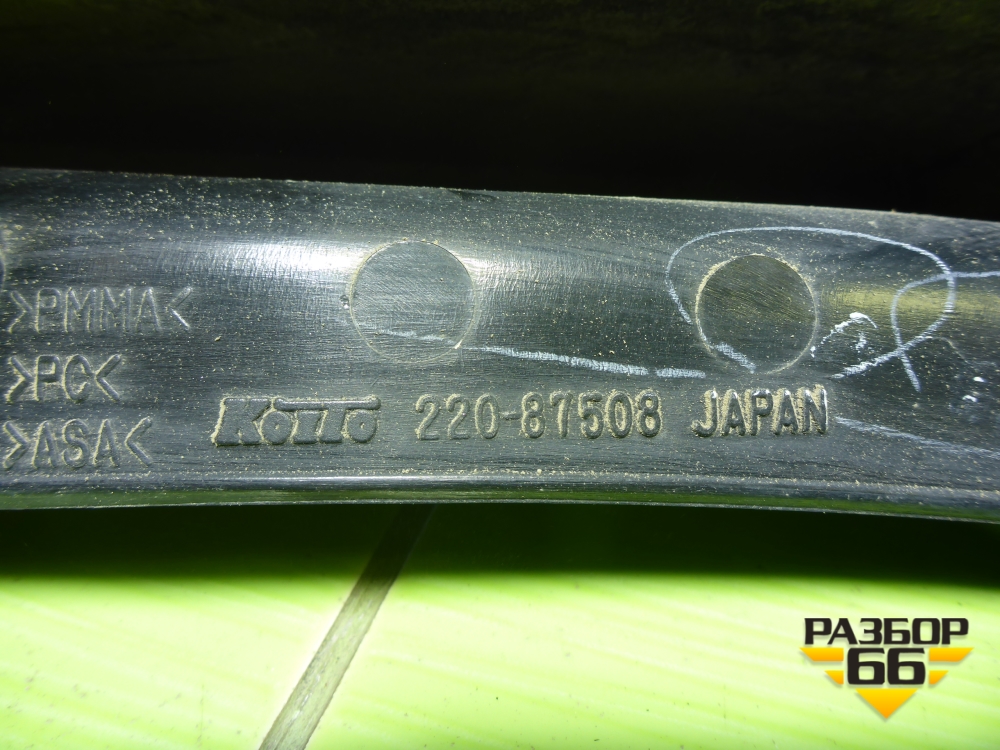 >PMMA<
>PC<
>ASA<
KOITO 220-87508 JAPAN
РАЗБОР
66